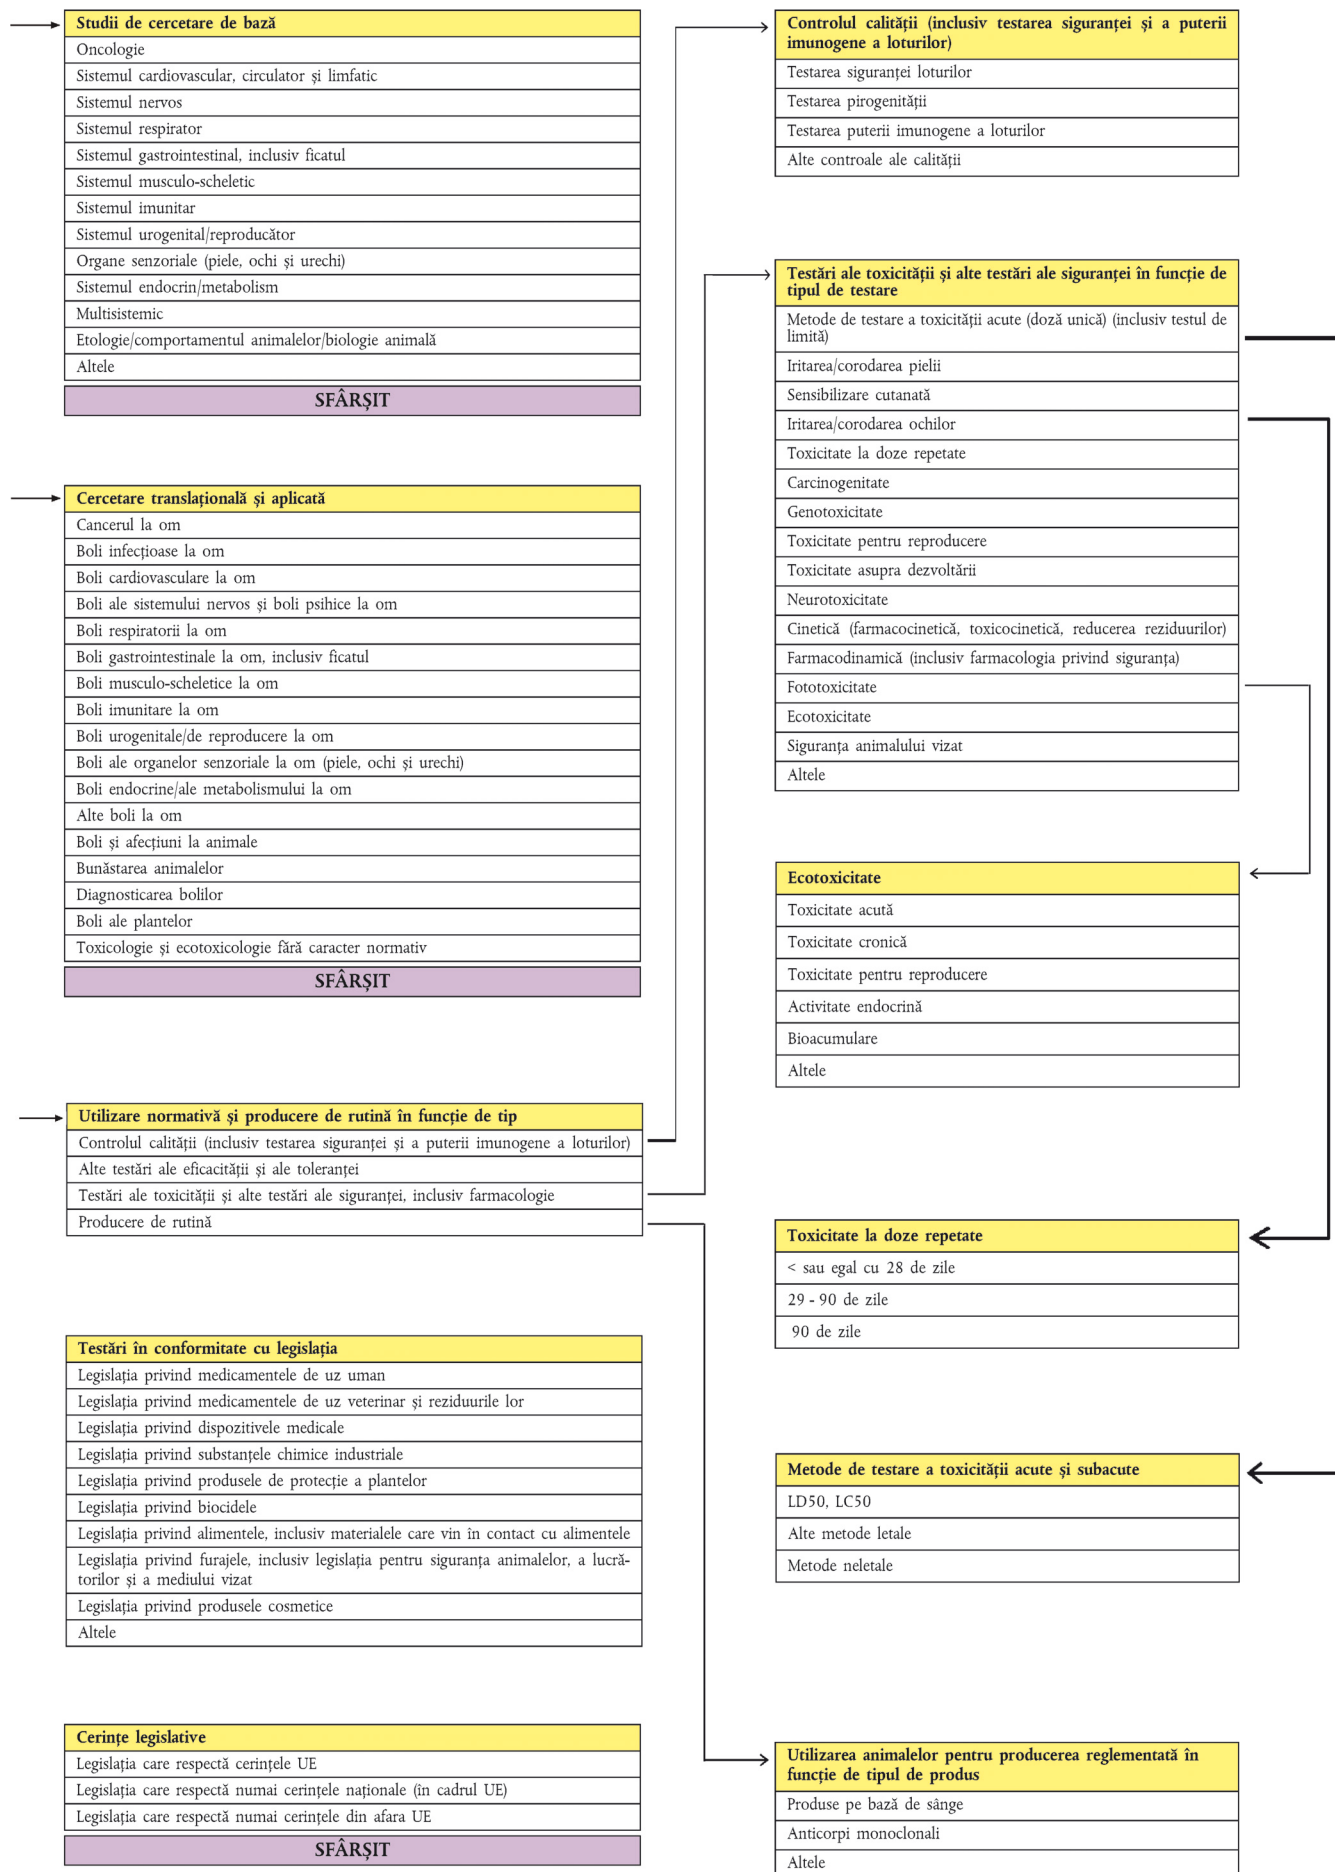 Studii de cercetare de bază
Oncologie
Sistemul cardiovascular, circulator și limfatic
Sistemul nervos
Sistemul respirator
Sistemul gastrointestinal, inclusiv ficatul
Sistemul musculo-scheletic
Sistemul imunitar
Sistemul urogenital/reproducător
Organe senzoriale (piele, ochi și urechi)
Sistemul endocrin/metabolism
Multisistemic
Etologie/comportamentul animalelor/biologie animală
Altele
SFÂRȘIT
Cercetare translațională și aplicată
Cancerul la om
Boli infecțioase la om
Boli cardiovasculare la om
Boli ale sistemului nervos și boli psihice la om
Boli respiratorii la om
Boli gastrointestinale la om, inclusiv ficatul
Boli musculo-scheletice la om
Boli imunitare la om
Boli urogenitale/de reproducere la om
Boli ale organelor senzoriale la om (piele, ochi și urechi)
Boli endocrine/ale metabolismului la om
Alte boli la om
Boli și afecțiuni la animale
Bunăstarea animalelor
Diagnosticarea bolilor
Boli ale plantelor
Toxicologie și ecotoxicologie fără caracter normativ
SFÂRȘIT
Utilizare normativă și producere de rutină în funcție de tip
Controlul calității (inclusiv testarea siguranței și a puterii imunogene a loturilor)
Alte testări ale eficacității și ale toleranței
Testări ale toxicității și alte testări ale siguranței, inclusiv farmacologie
Producere de rutină
Testări în conformitate cu legislația
Legislația privind medicamentele de uz uman
Legislația privind medicamentele de uz veterinar și reziduurile lor
Legislația privind dispozitivele medicale
Legislația privind substanțele chimice industriale
Legislația privind produsele de protecție a plantelor
Legislația privind biocidele
Legislația privind alimentele, inclusiv materialele care vin în contact cu alimentele
Legislația privind furajele, inclusiv legislația pentru siguranța animalelor, a lucră-
torilor și a mediului vizat
Legislația privind produsele cosmetice
Altele
Cerințe legislative
Legislația care respectă cerințele UE
Legislația care respectă numai cerințele naționale (în cadrul UE)
Legislația care respectă numai cerințele din afara UE
SFÂRȘIT
Controlul calității (inclusiv testarea siguranței și a puterii
imunogene a loturilor)
Testarea siguranței loturilor
Testarea pirogenității
Testarea puterii imunogene a loturilor
Alte controale ale calității
Testări ale toxicității și alte testări ale siguranței în funcție de
tipul de testare
Metode de testare a toxicității acute (doză unică) (inclusiv testul de
limită)
Iritarea/corodarea pielii
Sensibilizare cutanată
Iritarea/corodarea ochilor
Toxicitate la doze repetate
Carcinogenitate
Genotoxicitate
Toxicitate pentru reproducere
Toxicitate asupra dezvoltării
Neurotoxicitate
Cinetică (farmacocinetică, toxicocinetică, reducerea reziduurilor)
Farmacodinamică (inclusiv farmacologia privind siguranța)
Fototoxicitate
Ecotoxicitate
Siguranța animalului vizat
Altele
Ecotoxicitate
Toxicitate acută
Toxicitate cronică
Toxicitate pentru reproducere
Activitate endocrină
Bioacumulare
Altele
Toxicitate la doze repetate
< sau egal cu 28 de zile
29 - 90 de zile
90 de zile
Metode de testare a toxicității acute și subacute
LD50, LC50
Alte metode letale
Metode neletale
Utilizarea animalelor pentru producerea reglementată în
funcție de tipul de produs
Produse pe bază de sânge
Anticorpi monoclonali
Altele